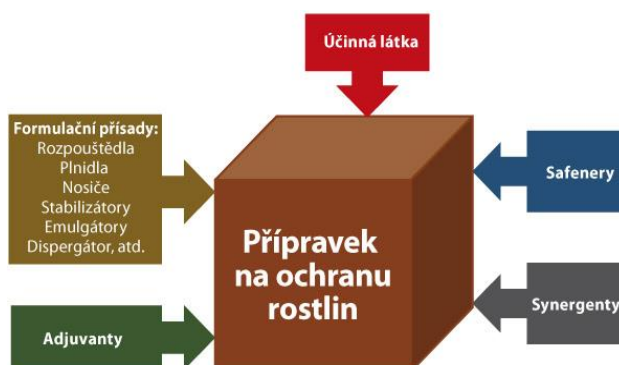 Účinná látka
Formulační přísady:
Rozpouštědla
Plnidla
Nosiče
Stabilizátory
Emulgátory
Dispergátor, atd.
Safenery
Přípravek
na ochranu
rostlin
Adjuvanty
Synergenty